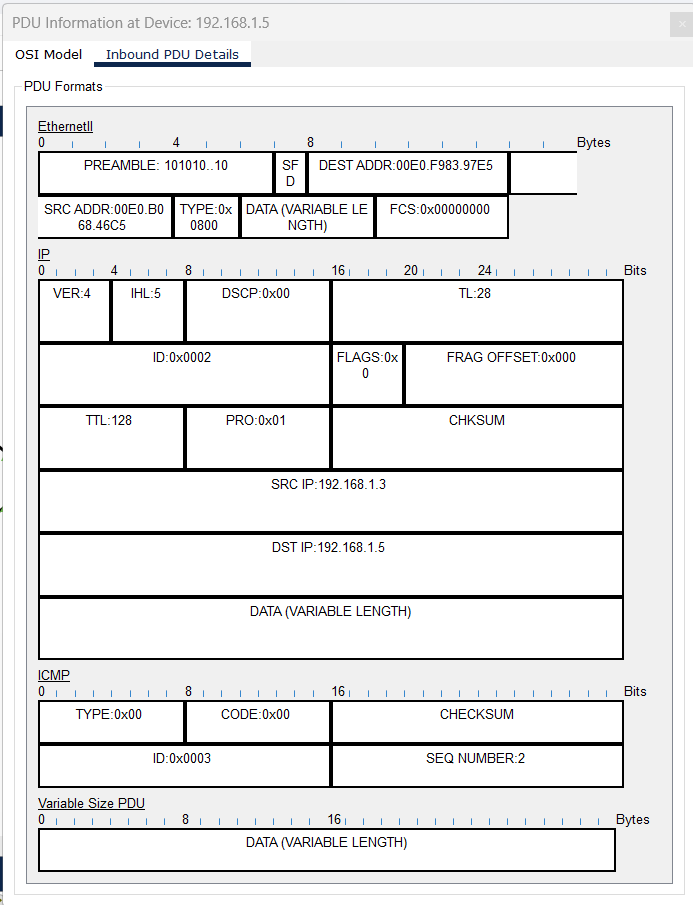 PDU Information at Device: 192.168.1.5
OSI Model Inbound PDU Details
PDU Formats
EthernetII
0 4 8 Bytes
PREAMBLE: 101010..10 SF DEST ADDR:00E0.F983.97E5
D
SRC ADDR:00E0.B0 TYPE:0x DATA (VARIABLE LE FCS:0x00000000
68.46C5 0800 NGTH)
IP
0 4 8 16 20 24 Bits
VER:4 IHL:5 DSCP:0x00 TL:28
ID:0x0002 FLAGS:0x FRAG OFFSET:0x000
0
TTL:128 PRO:0x01 CHKSUM
SRC IP:192.168.1.3
DST IP:192.168.1.5
DATA (VARIABLE LENGTH)
ICMP
0 8 16 Bits
TYPE:0x00 CODE:0x00 CHECKSUM
ID:0x0003 SEQ NUMBER:2
Variable Size PDU
0 8 16 Bytes
DATA (VARIABLE LENGTH)